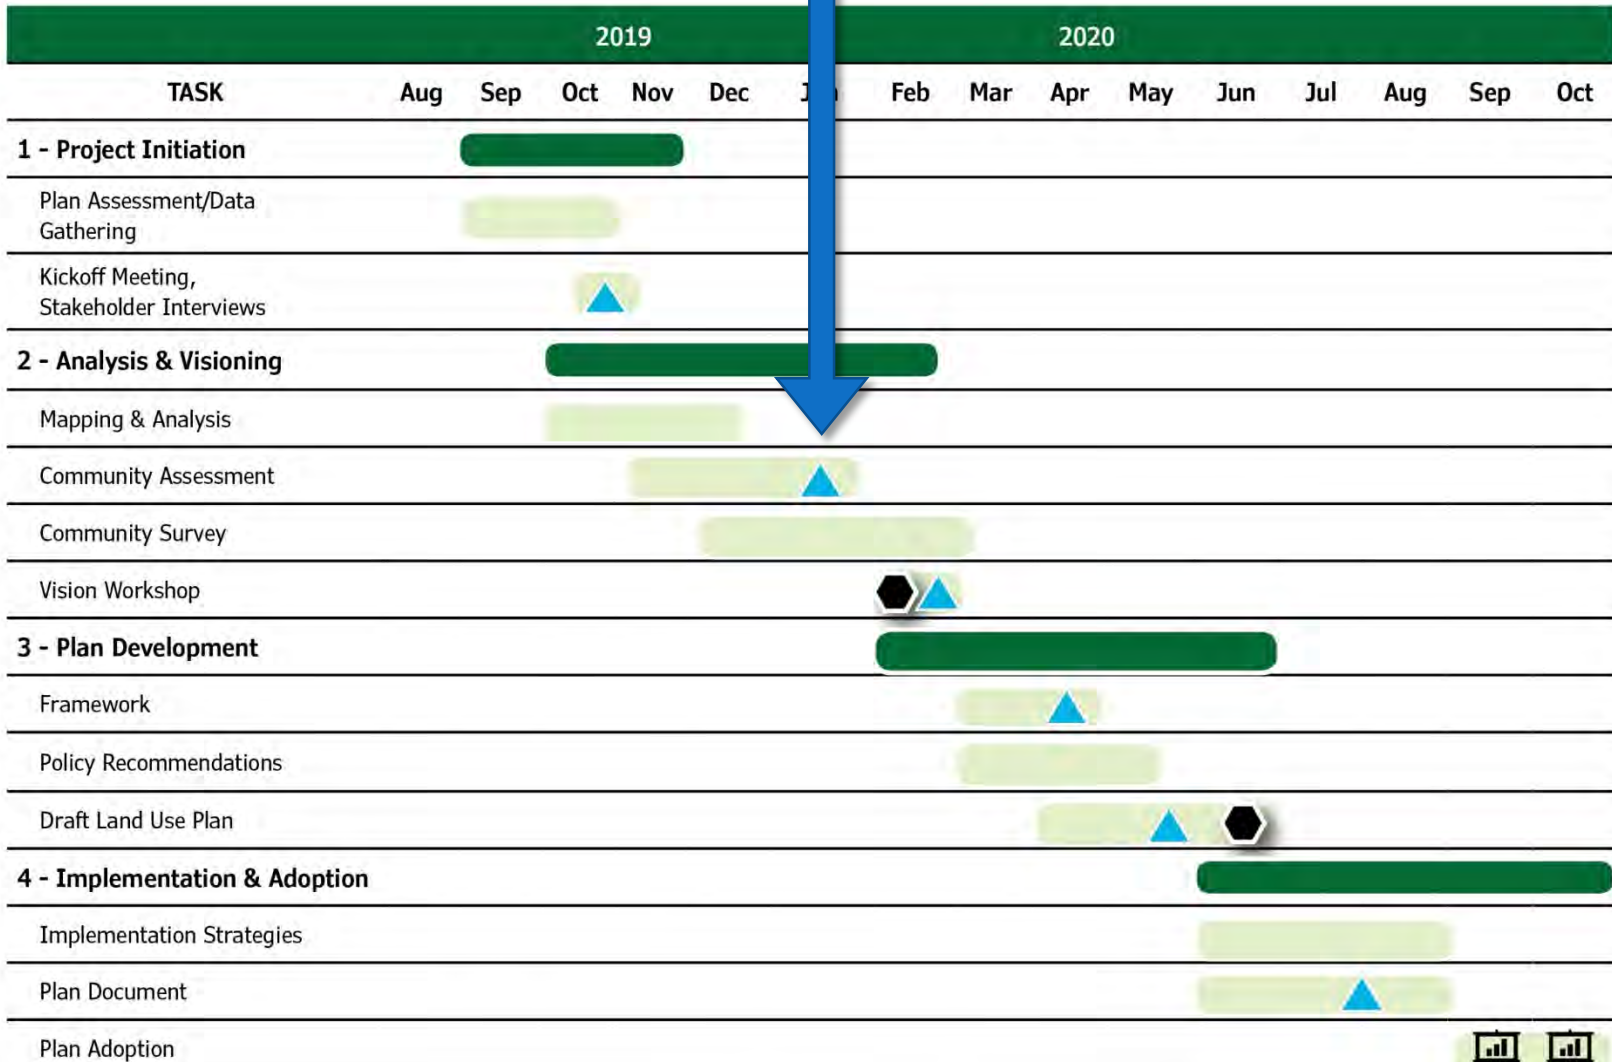 2019 2020
TASK Aug Sep Oct Nov Dec Feb Mar Apr May Jun Jul Aug Sep Oct
1 - Project Initiation
Plan Assessment/Data
Gathering
Kickoff Meeting,
Stakeholder Interviews
2 - Analysis & Visioning
Mapping & Analysis
Community Assessment
Community Survey
Vision Workshop
3 - Plan Development
Framework
Policy Recommendations
Draft Land Use Plan
4 - Implementation & Adoption
Implementation Strategies
Plan Document
Plan Adoption